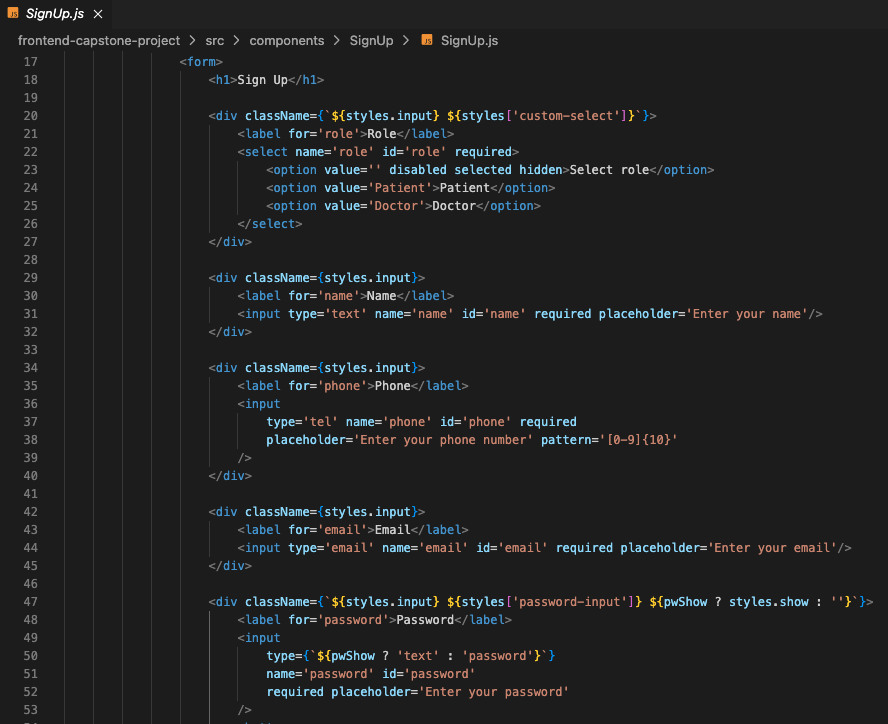 SignUp.js ×
frontend-capstone-project > src > components > SignUp > SignUp.js
17 <form>
18 <h1>Sign Up</h1>
19
20 <div className={`${styles.input} ${styles['custom-select']}`}>
21 <label for='role'>Role</label>
22 <select name='role' id='role' required>
23 <option value='' disabled selected hidden>Select role</option>
24 <option value='Patient'>Patient</option>
25 <option value='Doctor'>Doctor</option>
26 </select>
27 </div>
28
29 <div className={styles.input}>
30 <label for='name'>Name</label>
31 <input type='text' name='name' id='name' required placeholder='Enter your name'/>
32 </div>
33
34 <div className={styles.input}>
35 <label for='phone'>Phone</label>
36 <input
37 type='tel' name='phone' id='phone' required
38 placeholder='Enter your phone number' pattern='[0-9]{10}'
39 />
40 </div>
41
42 <div className={styles.input}>
43 <label for='email'>Email</label>
44 <input type='email' name='email' id='email' required placeholder='Enter your email'/>
45 </div>
46
47 <div className={`${styles.input} ${styles['password-input']} ${pwShow ? styles.show : ''}`}>
48 <label for='password'>Password</label>
49 <input
50 type={`${pwShow ? 'text' : 'password'}`}
51 name='password' id='password'
52 required placeholder='Enter your password'
53 />